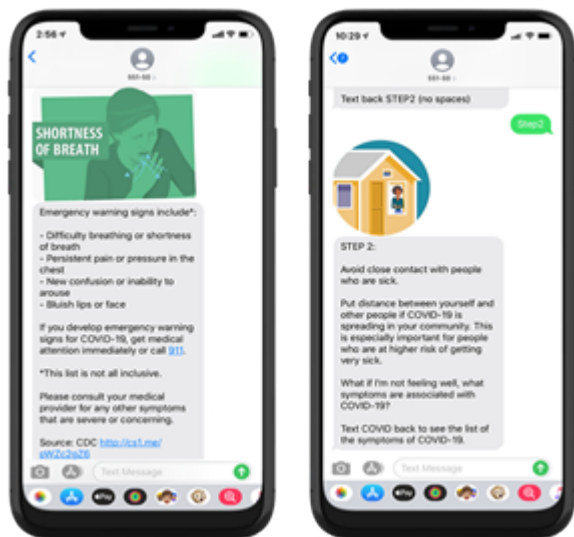 2:56
551-50
SHORTNESS
OF BREATH
Emergency warning signs include*:
- Difficulty breathing or shortness
of breath
- Persistent pain or pressure in the
chest
- New confusion or inability to
arouse
- Bluish lips or face
If you develop emergency warning
signs for COVID-19, get medical
attention immediately or call 911.
*This list is not all inclusive.
Please consult your medical
provider for any other symptoms
that are severe or concerning.
Source: CDC http://cs1.me/
Text Message
Pay
10:29
Text back STEP2 (no spaces)
Step2
STEP 2:
Avoid close contact with people
who are sick.
Put distance between yourself and
other people if COVID-19 is
spreading in your community. This
is especially important for people
who are at higher risk of getting
very sick.
What if I'm not feeling well, what
symptoms are associated with
COVID-19?
Text COVID back to see the list of
the symptoms of COVID-19.
Text Message
Pay